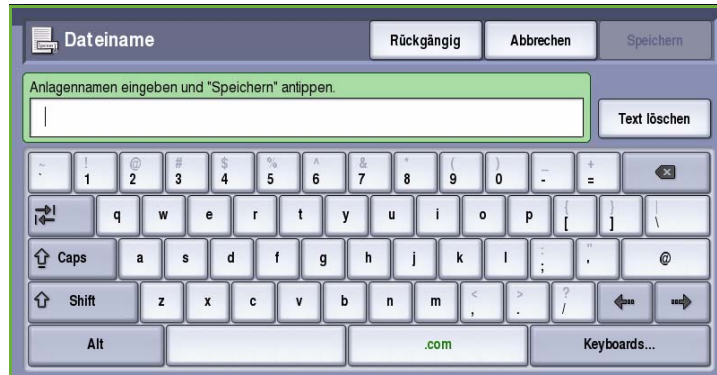 Dateiname Rückgängig Abbrechen Speichern
Anlagennamen eingeben und "Speichern" antippen.
Text löschen
~ ! @ # $ % ^ & * ( ) _ +
` 1 2 3 4 5 6 7 8 9 0 - =
q w e r t y u i o p { [ } ] | \
Caps a s d f g h j k l : ; " ' @
Shift z x c v b n m < , > . ? /
Alt .com Keyboards...